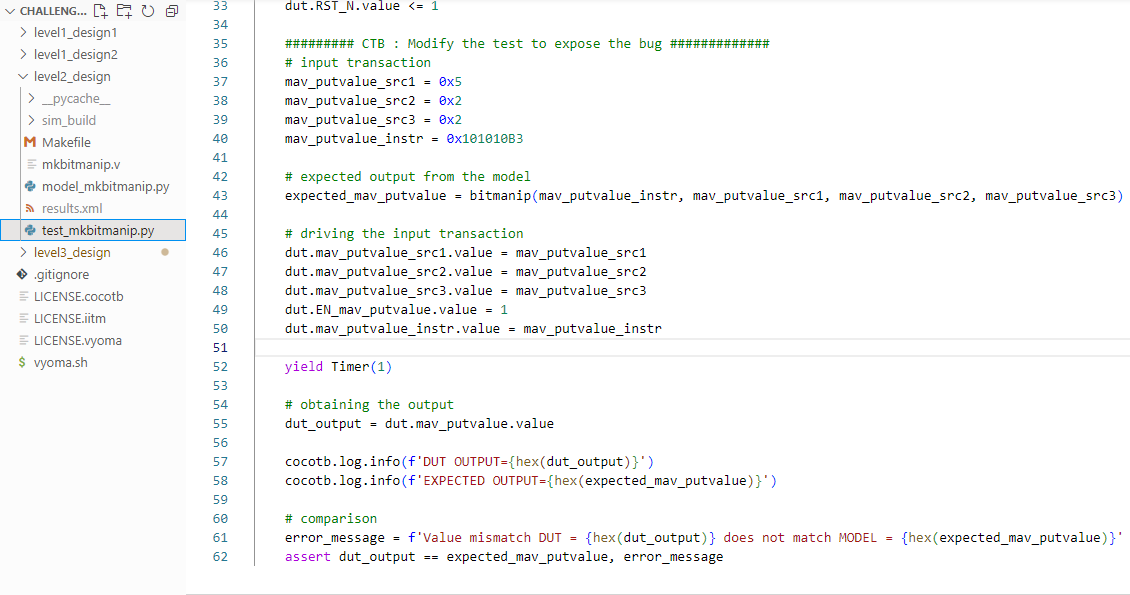 CHALLENG...
level1_design1
level1_design2
level2_design
__pycache__
sim_build
Makefile
mkbitmanip.v
model_mkbitmanip.py
results.xml
test_mkbitmanip.py
level3_design
.gitignore
LICENSE.cocotb
LICENSE.iitm
LICENSE.vyoma
$ vyoma.sh
33 dut.RST_N.value <= 1
34
35 ######### CTB : Modify the test to expose the bug #############
36 # input transaction
37 mav_putvalue_src1 = 0x5
38 mav_putvalue_src2 = 0x2
39 mav_putvalue_src3 = 0x2
40 mav_putvalue_instr = 0x101010B3
41
42 # expected output from the model
43 expected_mav_putvalue = bitmanip(mav_putvalue_instr, mav_putvalue_src1, mav_putvalue_src2, mav_putvalue_src3)
44
45 # driving the input transaction
46 dut.mav_putvalue_src1.value = mav_putvalue_src1
47 dut.mav_putvalue_src2.value = mav_putvalue_src2
48 dut.mav_putvalue_src3.value = mav_putvalue_src3
49 dut.EN_mav_putvalue.value = 1
50 dut.mav_putvalue_instr.value = mav_putvalue_instr
51
52 yield Timer(1)
53
54 # obtaining the output
55 dut_output = dut.mav_putvalue.value
56
57 cocotb.log.info(f'DUT OUTPUT={hex(dut_output)}')
58 cocotb.log.info(f'EXPECTED OUTPUT={hex(expected_mav_putvalue)}')
59
60 # comparison
61 error_message = f'Value mismatch DUT = {hex(dut_output)} does not match MODEL = {hex(expected_mav_putvalue)}'
62 assert dut_output == expected_mav_putvalue, error_message